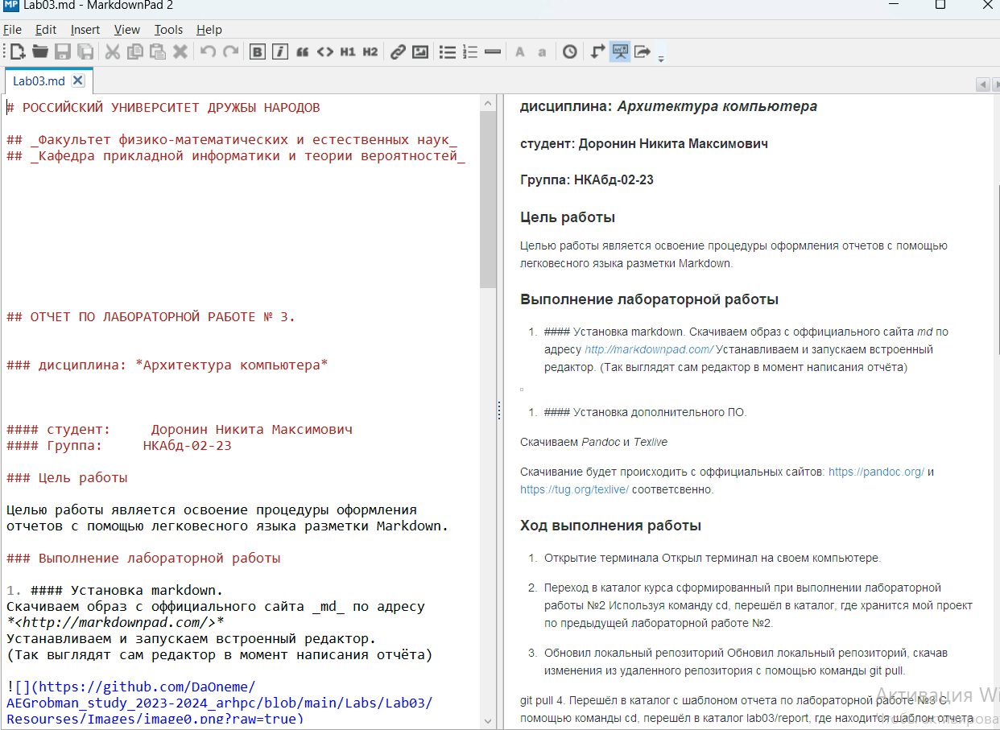 Lab03.md - MarkdownPad 2
File Edit Insert View Tools Help
B i “ <> H1 H2 A a
Lab03.md
# РОССИЙСКИЙ УНИВЕРСИТЕТ ДРУЖБЫ НАРОДОВ
## _Факультет физико-математических и естественных наук_
## _Кафедра прикладной информатики и теории вероятностей_
## ОТЧЕТ ПО ЛАБОРАТОРНОЙ РАБОТЕ № 3.
### дисциплина: *Архитектура компьютера*
#### студент: Доронин Никита Максимович
#### Группа: НКАбд-02-23
### Цель работы
Целью работы является освоение процедуры оформления
отчетов с помощью легковесного языка разметки Markdown.
### Выполнение лабораторной работы
1. #### Установка markdown.
Скачиваем образ с оффициального сайта _md_ по адресу
*<http://markdownpad.com/>*
Устанавливаем и запускаем встроенный редактор.
(Так выглядят сам редактор в момент написания отчёта)
![](https://github.com/DaOneme/
AEGrobman_study_2023-2024_arhpc/blob/main/Labs/Lab03/
Resourses/Images/image0.png?raw=true)
дисциплина: Архитектура компьютера
студент: Доронин Никита Максимович
Группа: НКАбд-02-23
Цель работы
Целью работы является освоение процедуры оформления отчетов с помощью
легковесного языка разметки Markdown.
Выполнение лабораторной работы
1. #### Установка markdown. Скачиваем образ с оффициального сайта md по
адресу http://markdownpad.com/ Устанавливаем и запускаем встроенный
редактор. (Так выглядят сам редактор в момент написания отчёта)
1. #### Установка дополнительного ПО.
Скачиваем Pandoc и Texlive
Скачивание будет происходить с оффициальных сайтов: https://pandoc.org/ и
https://tug.org/texlive/ соответсвенно.
Ход выполнения работы
1. Открытие терминала Открыл терминал на своем компьютере.
2. Переход в каталог курса сформированный при выполнении лабораторной
работы №2 Используя команду cd, перешёл в каталог, где хранится мой проект
по предыдущей лабораторной работе №2.
3. Обновил локальный репозиторий Обновил локальный репозиторий, скачав
изменения из удаленного репозитория с помощью команды git pull.
git pull 4. Перешёл в каталог с шаблоном отчета по лабораторной работе №3 С
помощью команды cd, перешёл в каталог lab03/report, где находится шаблон отчета
Активация Wi